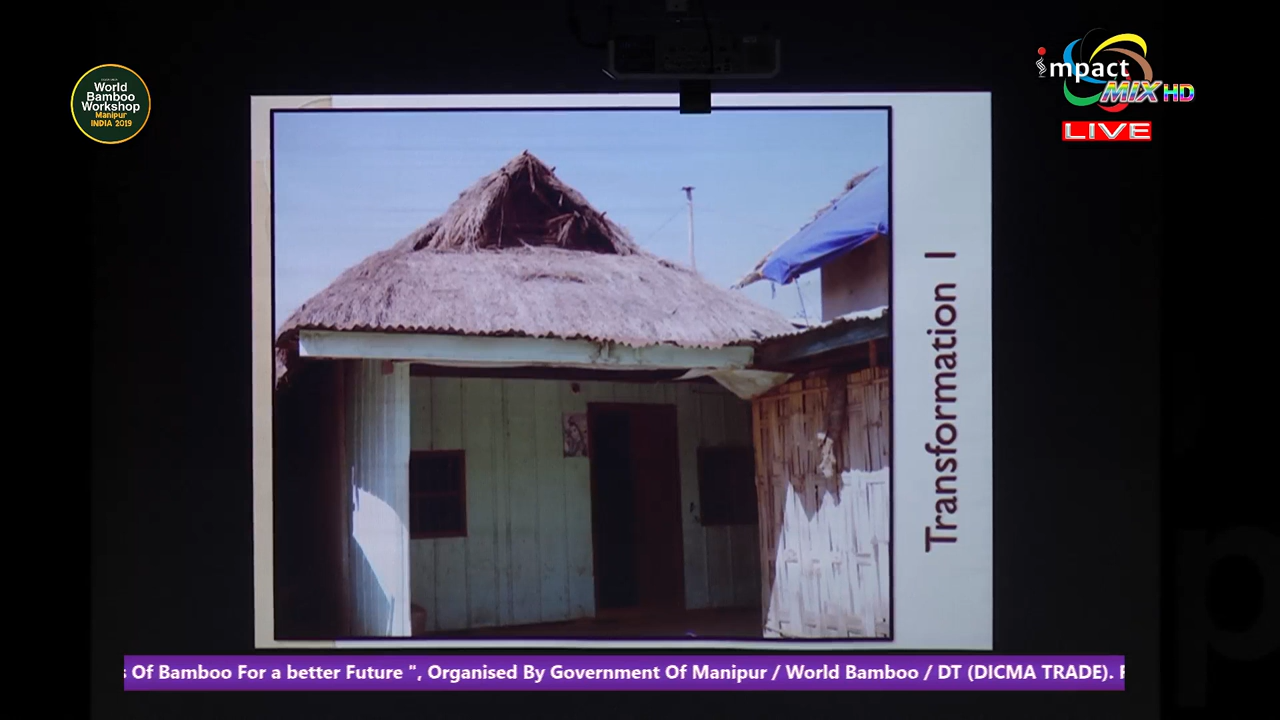 World
Bamboo
Workshop
Manipur
INDIA 2019
impact
MIX HD
LIVE
Transformation I
Of Bamboo For a better Future ", Organised By Government Of Manipur / World Bamboo / DT (DICMA TRADE).